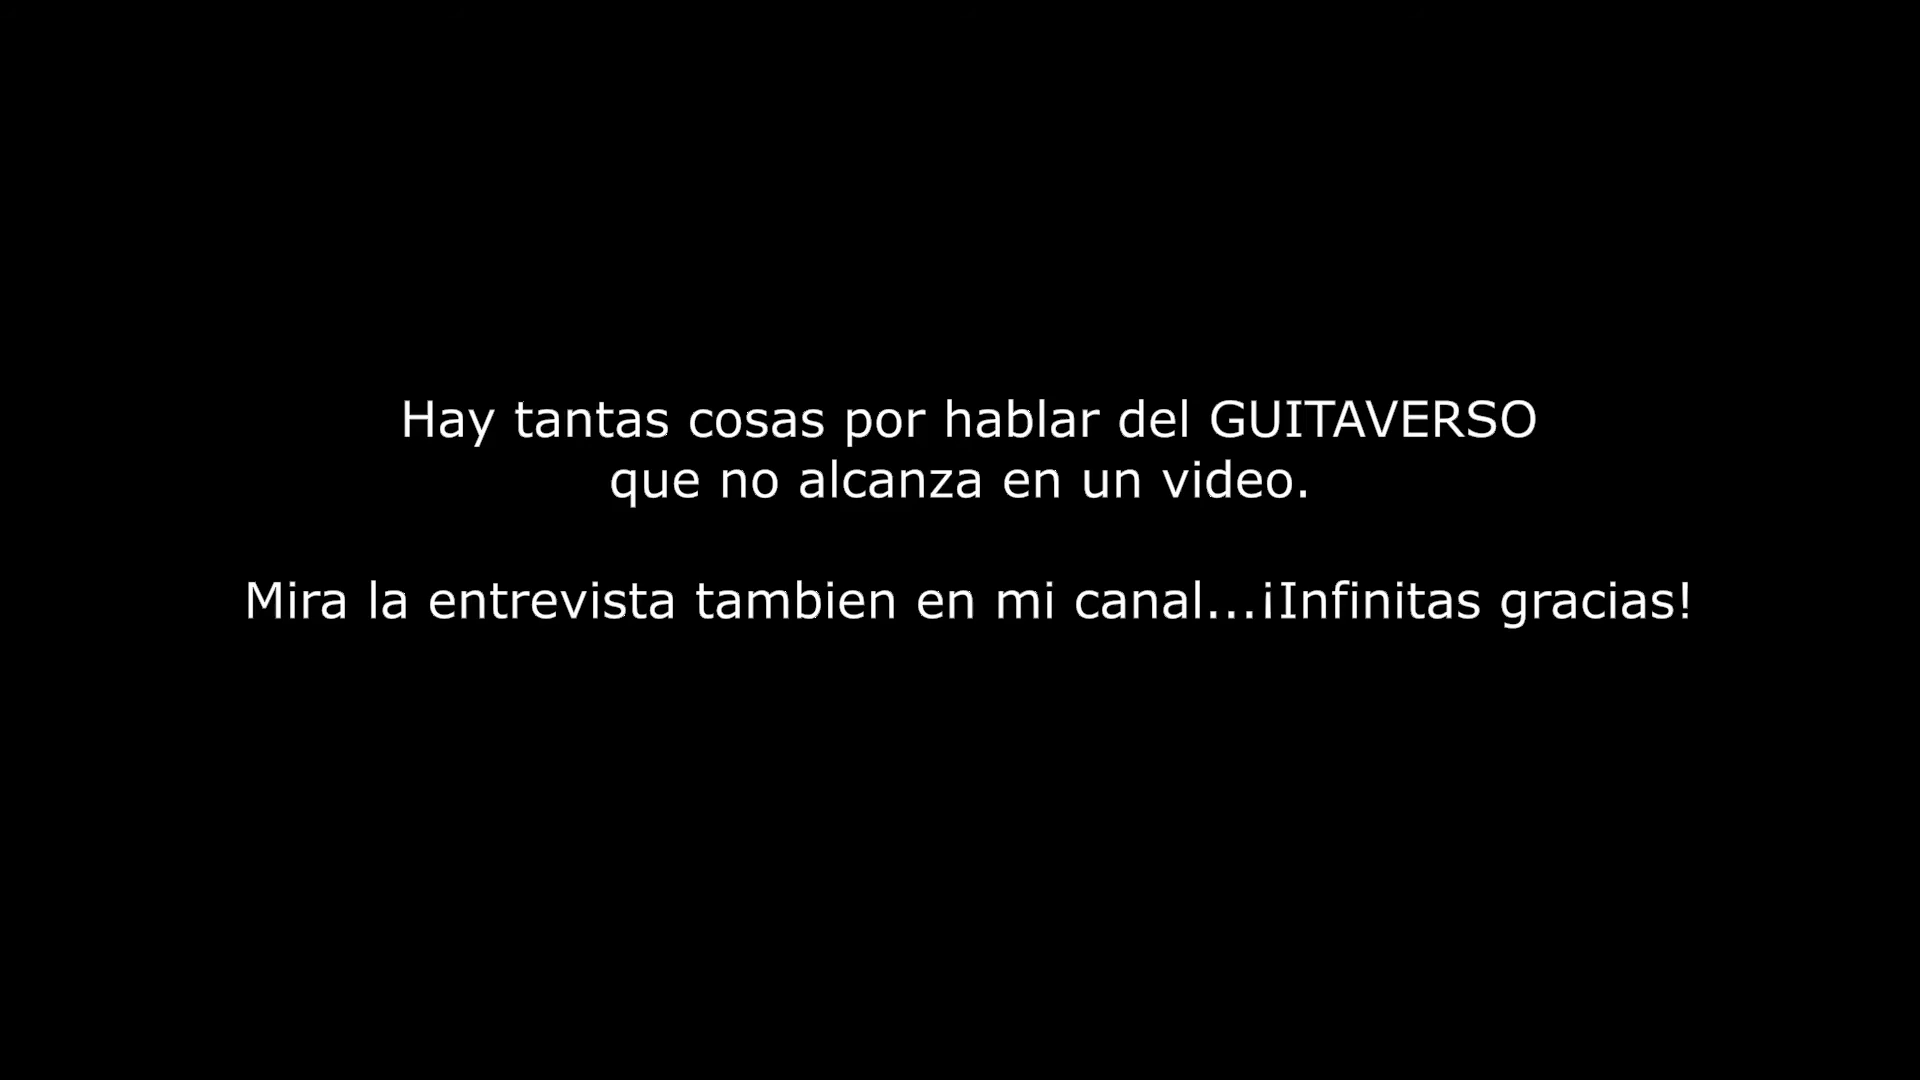 Hay tantas cosas por hablar del GUITAVERSO
que no alcanza en un video.
Mira la entrevista tambien en mi canal...¡Infinitas gracias!